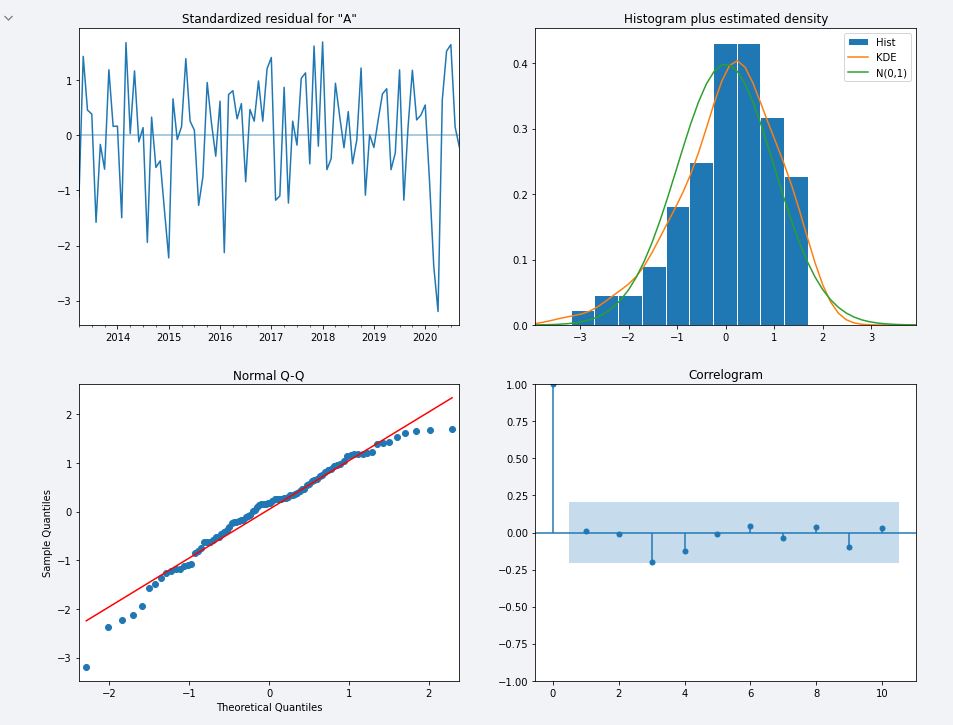 Standardized residual for "A"
1
0
−1
−2
−3
2014 2015 2016 2017 2018 2019 2020
Histogram plus estimated density
Hist
KDE
N(0,1)
0.4
0.3
0.2
0.1
0.0
−3 −2 −1 0 1 2 3
Normal Q-Q
Sample Quantiles
2
1
0
−1
−2
−3
−2 −1 0 1 2
Theoretical Quantiles
Correlogram
1.00
0.75
0.50
0.25
0.00
−0.25
−0.50
−0.75
−1.00
0 2 4 6 8 10